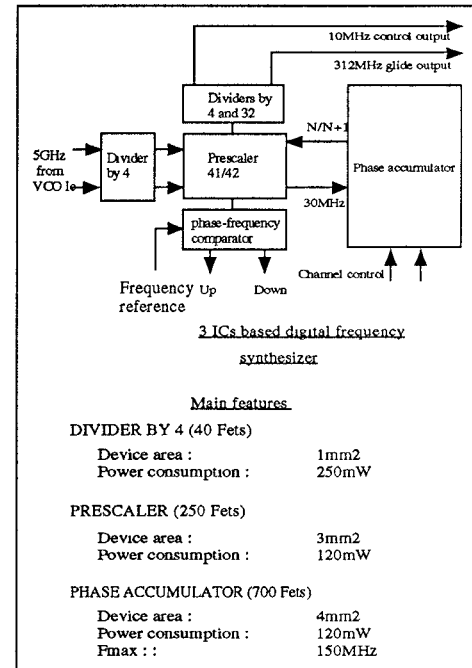 10MHz control output
312MHz glide output
Dividers by
4 and 32
N/N+1
5GHz
from
VCO Ie
Divider
by 4
Prescaler
41/42
Phase accumulator
30MHz
phase-frequency
comparator
Channel control
Frequency
reference
Up
Down
3 ICs based digital frequency
synthesizer
Main features
DIVIDER BY 4 (40 Fets)
Device area : 1mm2
Power consumption : 250mW
PRESCALER (250 Fets)
Device area : 3mm2
Power consumption : 120mW
PHASE ACCUMULATOR (700 Fets)
Device area : 4mm2
Power consumption : 120mW
Fmax : : 150MHz